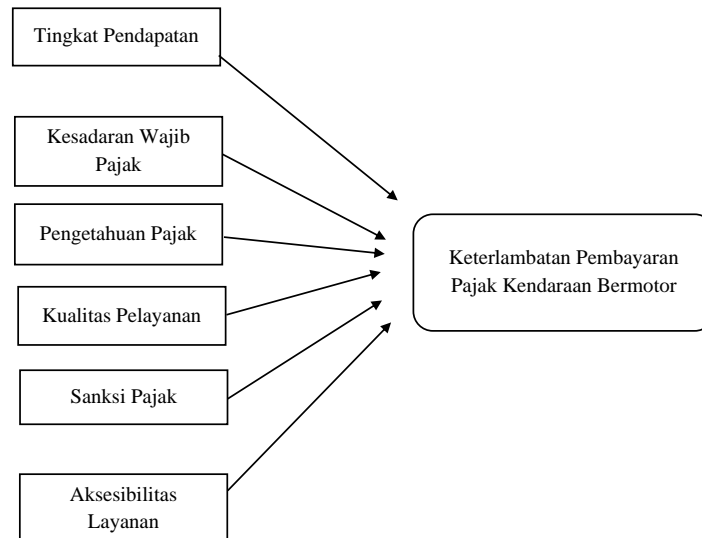 Tingkat Pendapatan
Kesadaran Wajib
Pajak
Pengetahuan Pajak
Kualitas Pelayanan
Sanksi Pajak
Aksesibilitas
Layanan
Keterlambatan Pembayaran
Pajak Kendaraan Bermotor